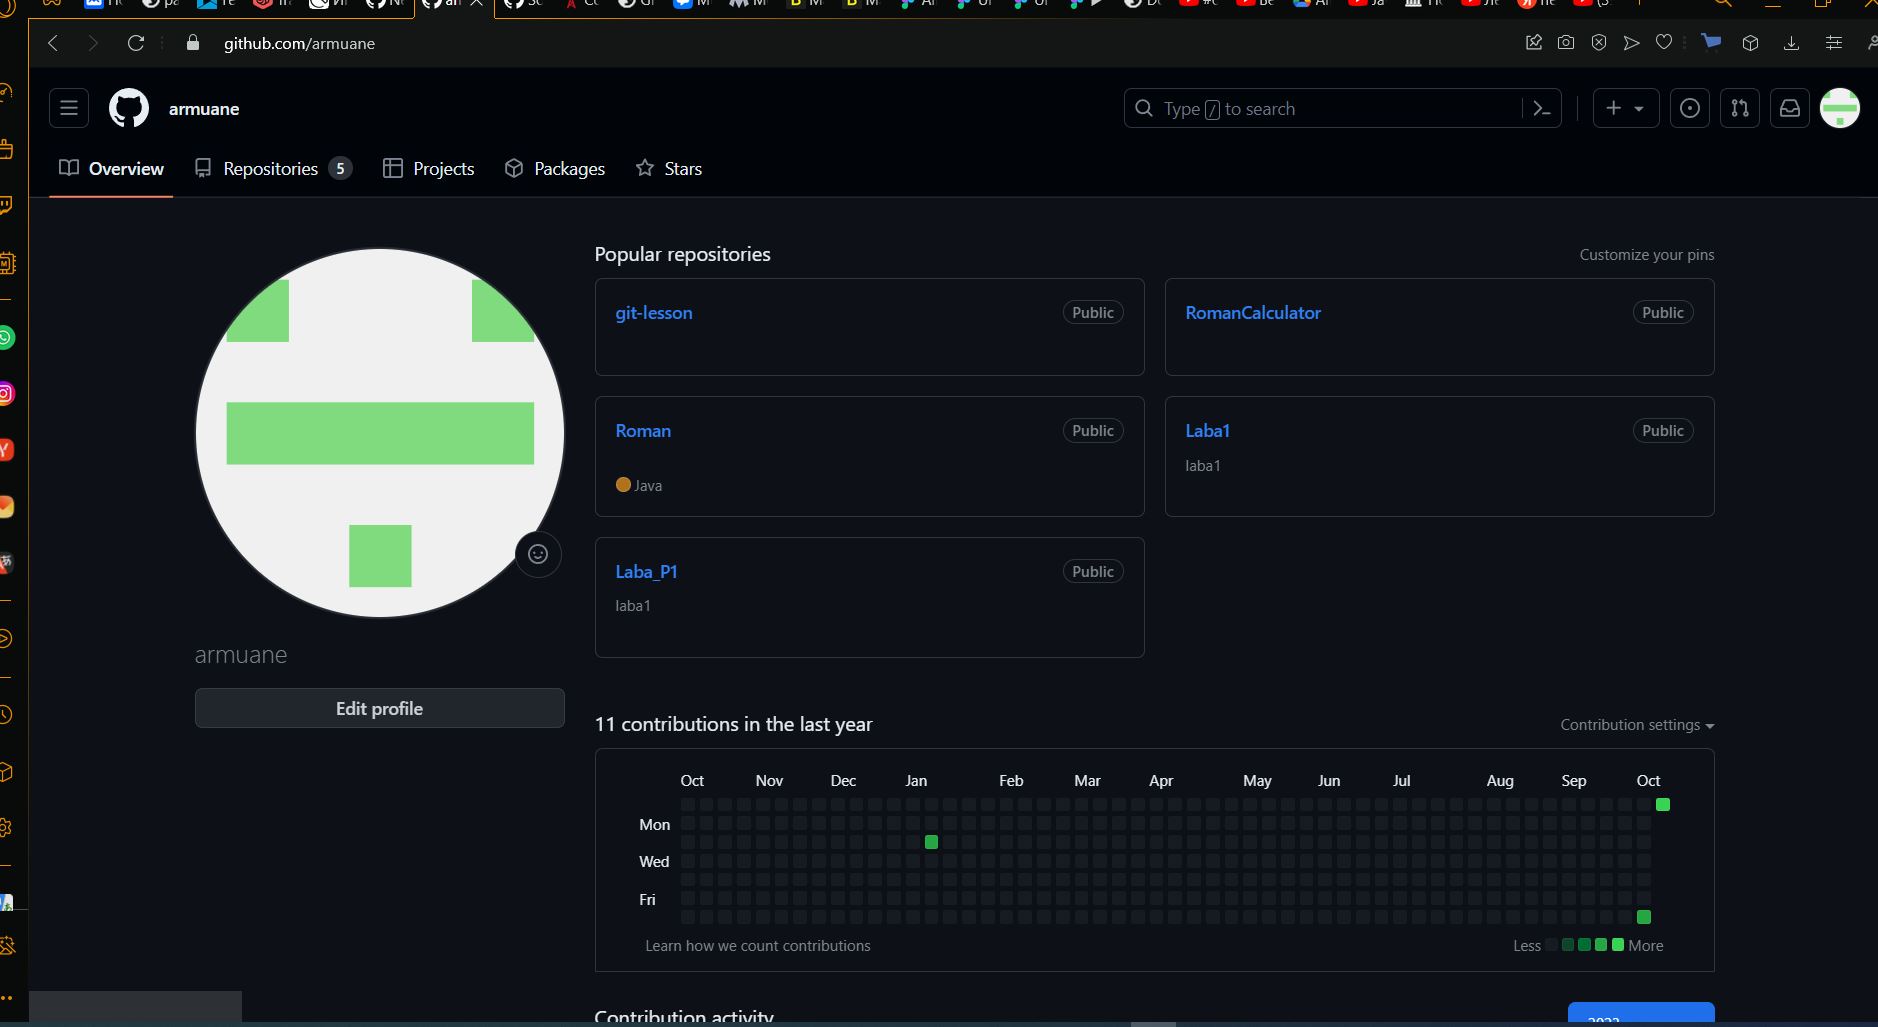 github.com/armuane
armuane
Type / to search
Overview
Repositories 5
Projects
Packages
Stars
Popular repositories
Customize your pins
git-lesson
Public
RomanCalculator
Public
Roman
Public
Java
Laba1
Public
laba1
Laba_P1
Public
laba1
armuane
Edit profile
11 contributions in the last year
Contribution settings
Oct Nov Dec Jan Feb Mar Apr May Jun Jul Aug Sep Oct
Mon
Wed
Fri
Learn how we count contributions
Less More
Contribution activity